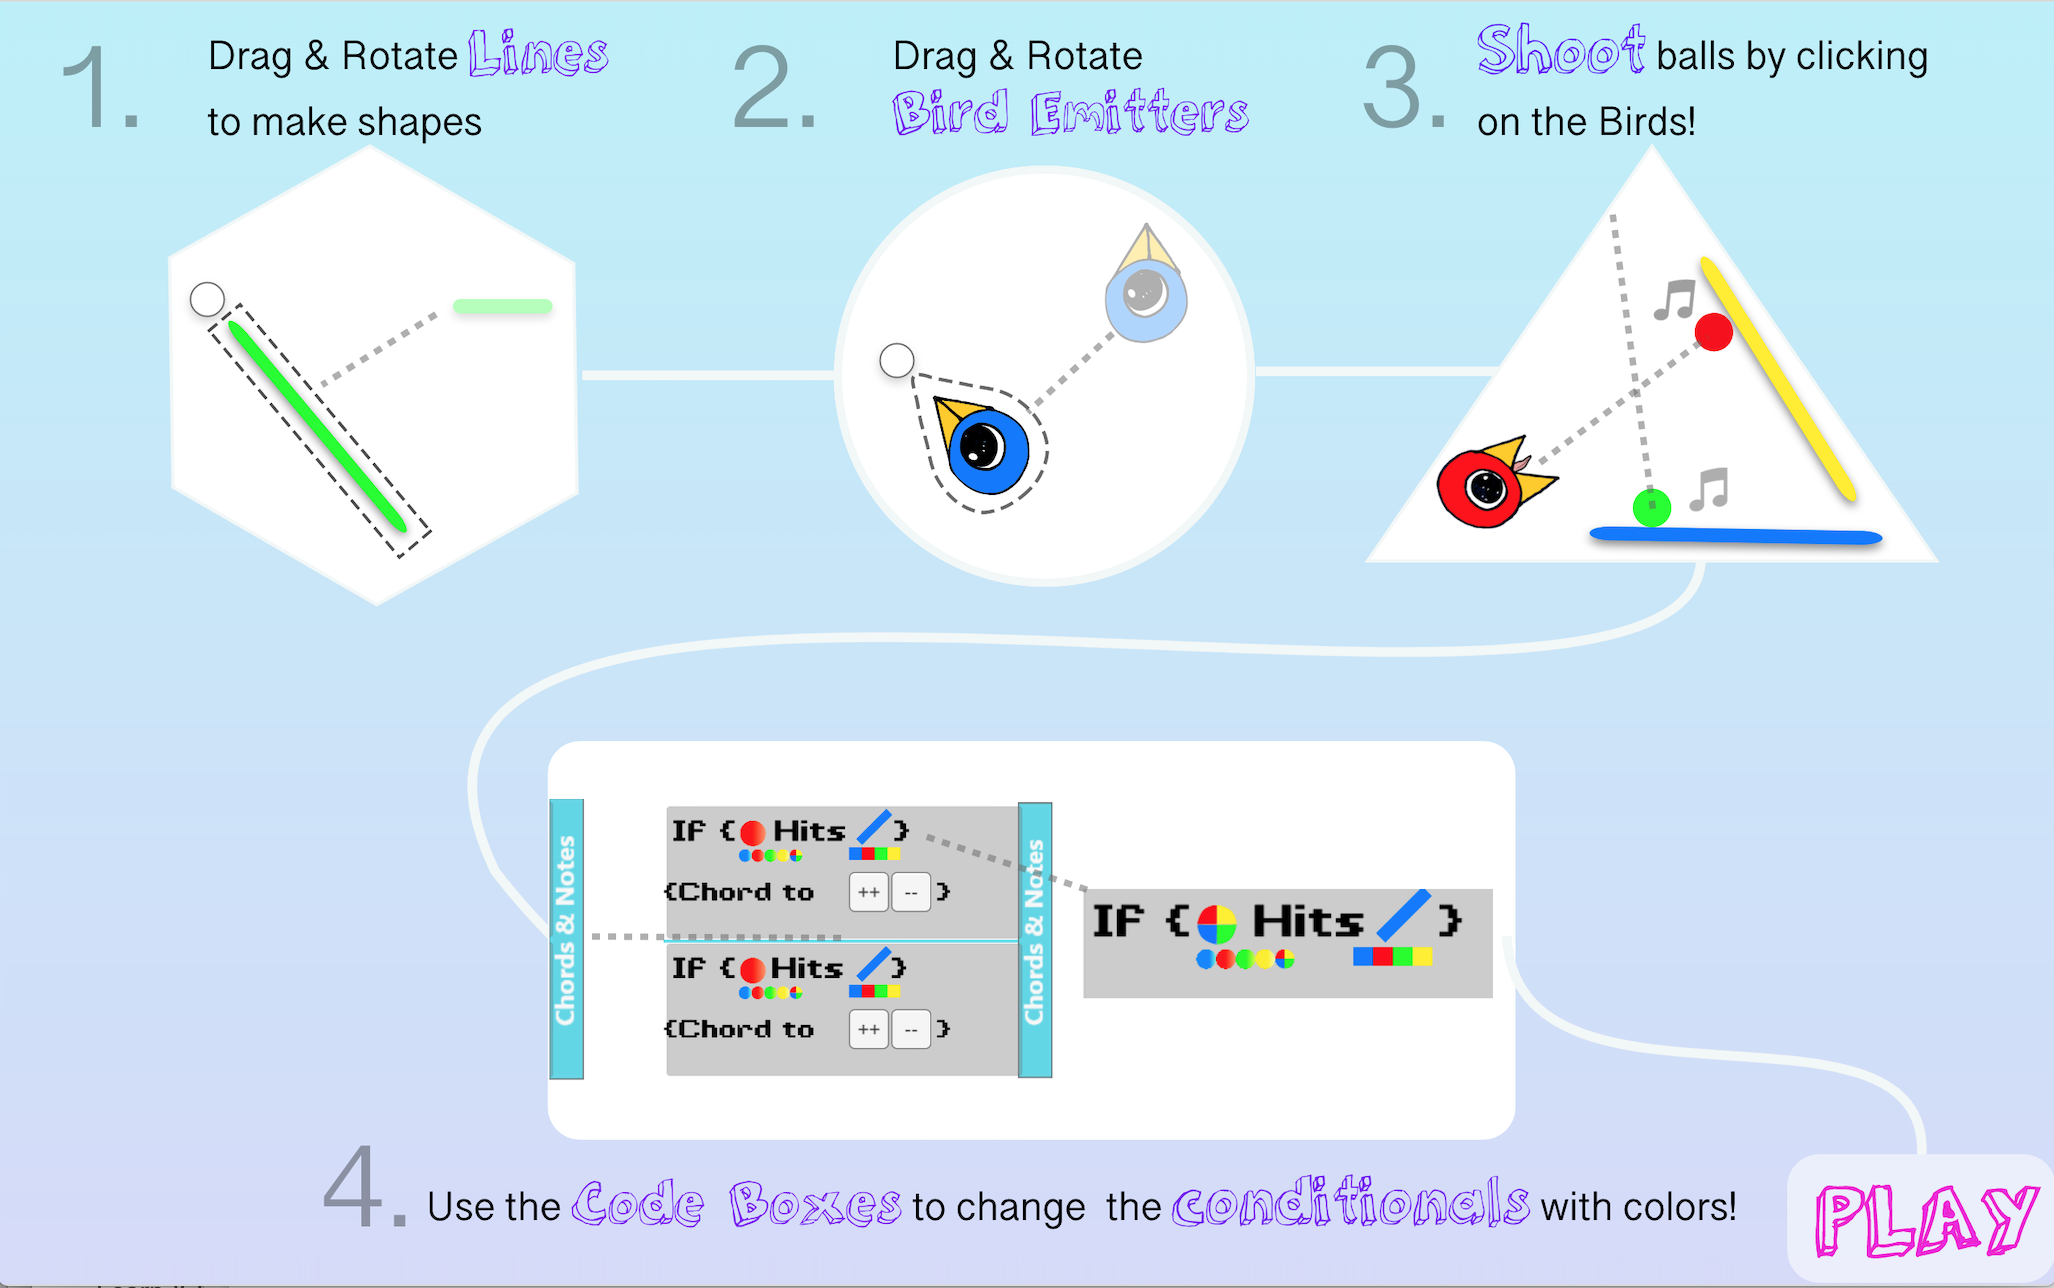 1.
Drag & Rotate Lines
to make shapes
2.
Drag & Rotate
Bird Emitters
3.
Shoot balls by clicking
on the Birds!
Chords & Notes
If { Hits }
{Chord to ++ -- }
If { Hits }
{Chord to ++ -- }
Chords & Notes
If { Hits }
4.
Use the Code Boxes to change the conditionals with colors!
PLAY